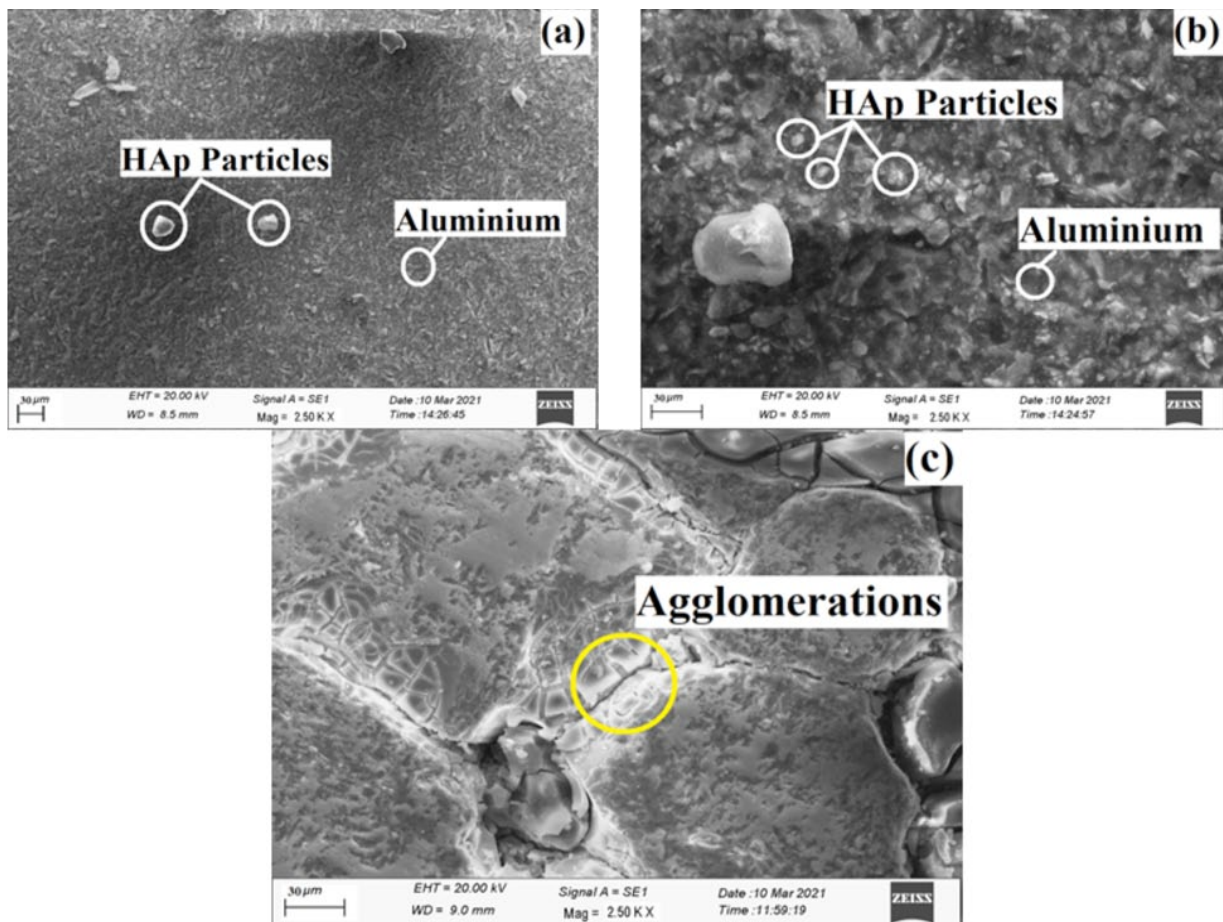 (a)
HAp Particles
Aluminium
30 µm
EHT = 20.00 kV
WD = 8.5 mm
Signal A = SE1
Mag = 2.50 K X
Date :10 Mar 2021
Time :14:26:45
ZEISS
(b)
HAp Particles
Aluminium
30 µm
EHT = 20.00 kV
WD = 8.5 mm
Signal A = SE1
Mag = 2.50 K X
Date :10 Mar 2021
Time :14:24:57
ZEISS
(c)
Agglomerations
30 µm
EHT = 20.00 kV
WD = 9.0 mm
Signal A = SE1
Mag = 2.50 K X
Date :10 Mar 2021
Time :11:59:19
ZEISS